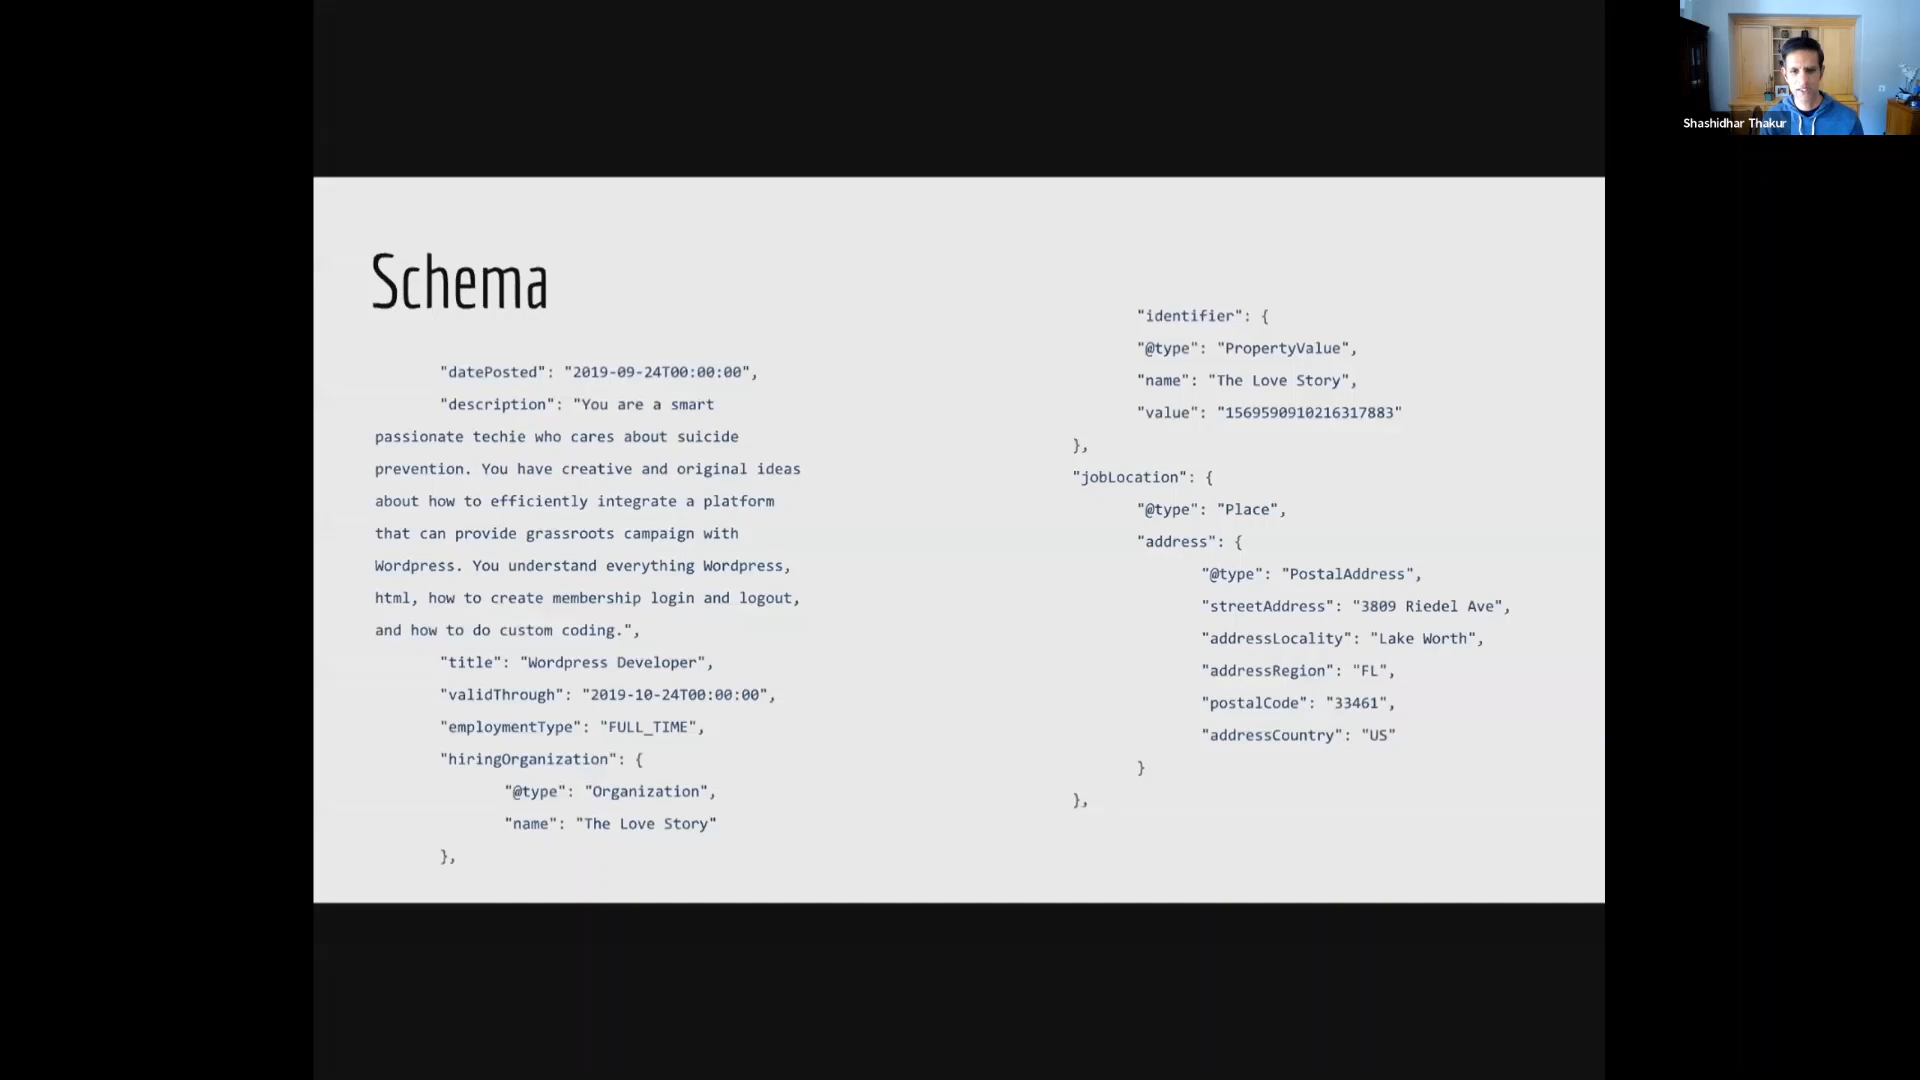 Schema
"datePosted": "2019-09-24T00:00:00",
"description": "You are a smart
passionate techie who cares about suicide
prevention. You have creative and original ideas
about how to efficiently integrate a platform
that can provide grassroots campaign with
Wordpress. You understand everything Wordpress,
html, how to create membership login and logout,
and how to do custom coding.",
"title": "Wordpress Developer",
"validThrough": "2019-10-24T00:00:00",
"employmentType": "FULL_TIME",
"hiringOrganization": {
"@type": "Organization",
"name": "The Love Story"
},
"identifier": {
"@type": "PropertyValue",
"name": "The Love Story",
"value": "1569590910216317883"
},
"jobLocation": {
"@type": "Place",
"address": {
"@type": "PostalAddress",
"streetAddress": "3809 Riedel Ave",
"addressLocality": "Lake Worth",
"addressRegion": "FL",
"postalCode": "33461",
"addressCountry": "US"
}
},
Shashidhar Thakur